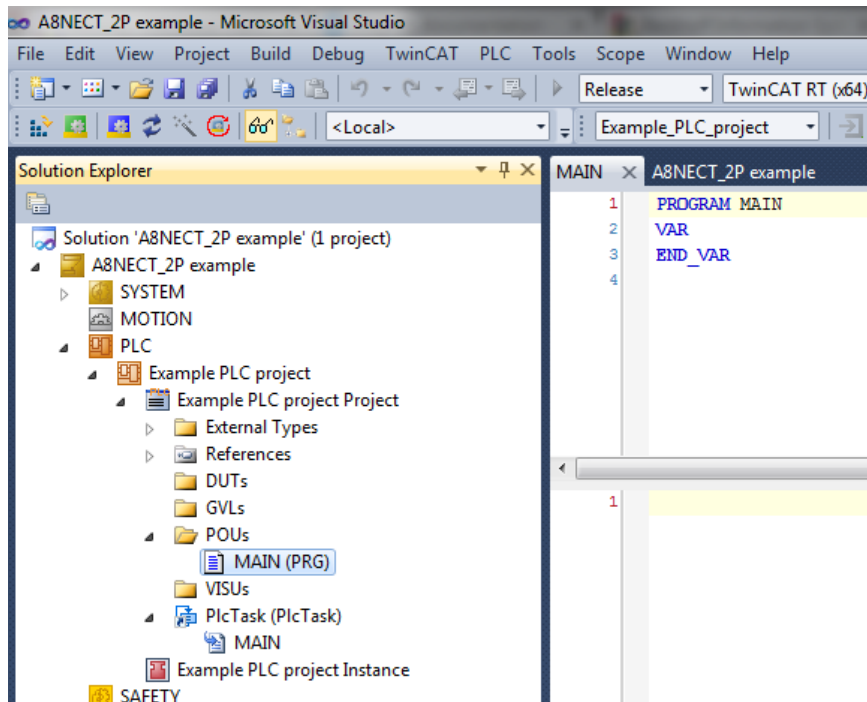 A8NECT_2P example - Microsoft Visual Studio
File Edit View Project Build Debug TwinCAT PLC Tools Scope Window Help
Release TwinCAT RT (x64)
<Local> Example_PLC_project
Solution Explorer
MAIN A8NECT_2P example
1 PROGRAM MAIN
2 VAR
3 END_VAR
4
1
Solution 'A8NECT_2P example' (1 project)
A8NECT_2P example
SYSTEM
MOTION
PLC
Example PLC project
Example PLC project Project
External Types
References
DUTs
GVLs
POUs
MAIN (PRG)
VISUs
PlcTask (PlcTask)
MAIN
Example PLC project Instance
SAFETY